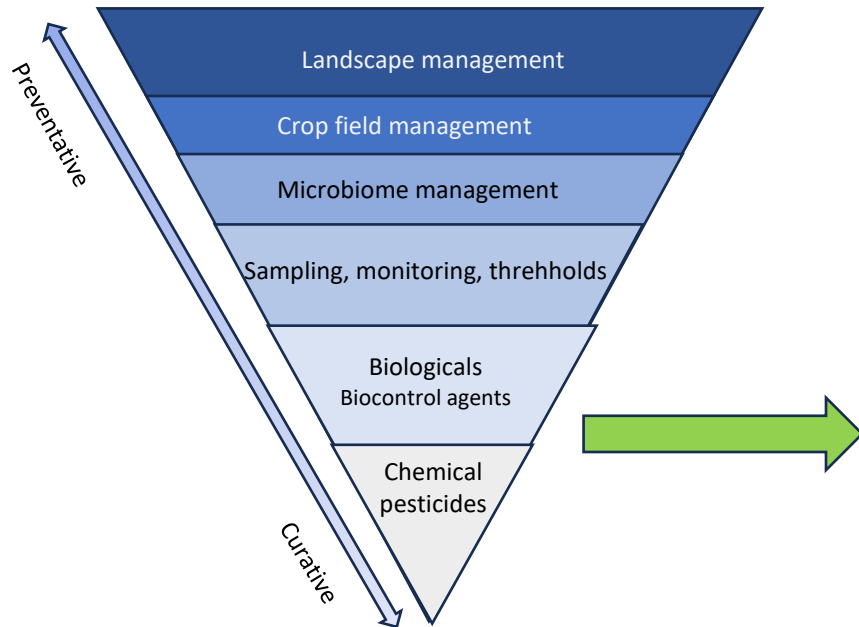 Landscape management
Preventative
Crop field management
Microbiome management
Sampling, monitoring, threhholds
Biologicals
Biocontrol agents
Chemical
pesticides
Curative